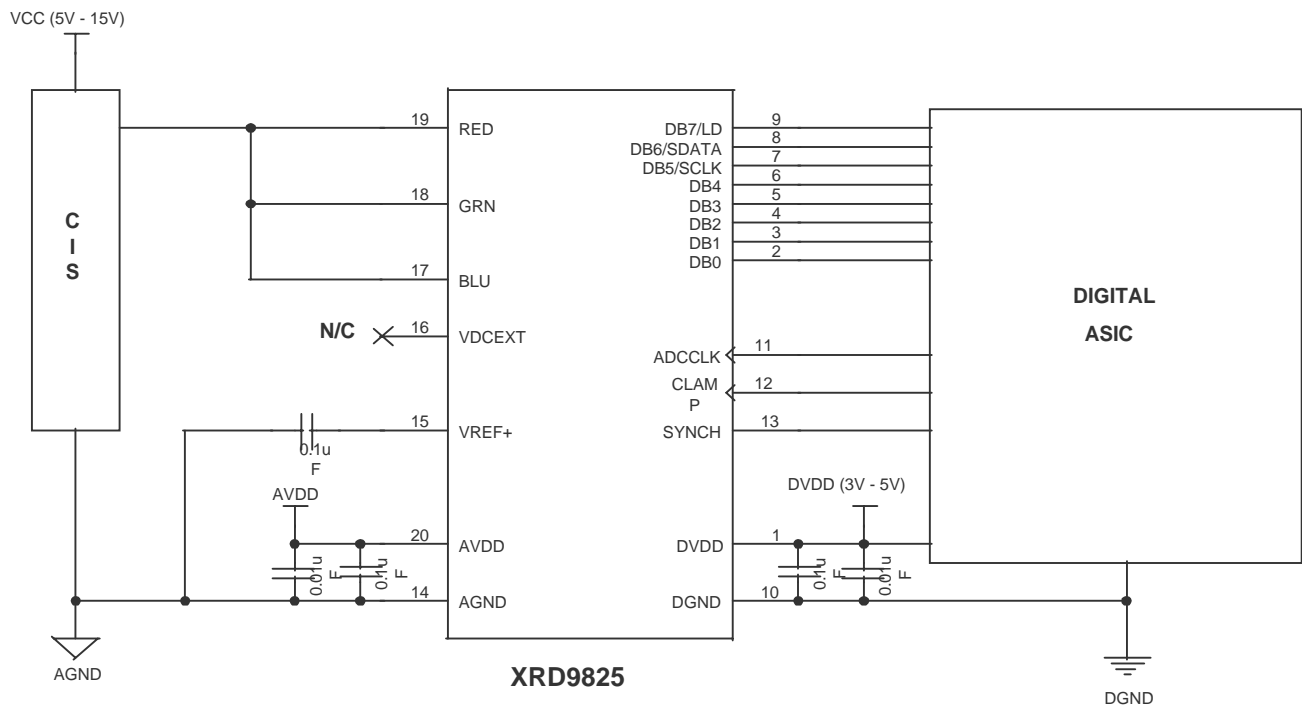 VCC (5V - 15V)
C
I
S
19 RED
18 GRN
17 BLU
N/C 16 VDCEXT
15 VREF+
0.1u
F
AVDD
20 AVDD
0.01u
F
0.1u
F
14 AGND
AGND
DB7/LD 9
DB6/SDATA 8
DB5/SCLK 7
DB4 6
DB3 5
DB2 4
DB1 3
DB0 2
ADCCLK 11
CLAM
P
12
SYNCH 13
DVDD (3V - 5V)
DVDD 1
0.1u
F
0.01u
F
DGND 10
DIGITAL
ASIC
DGND
XRD9825